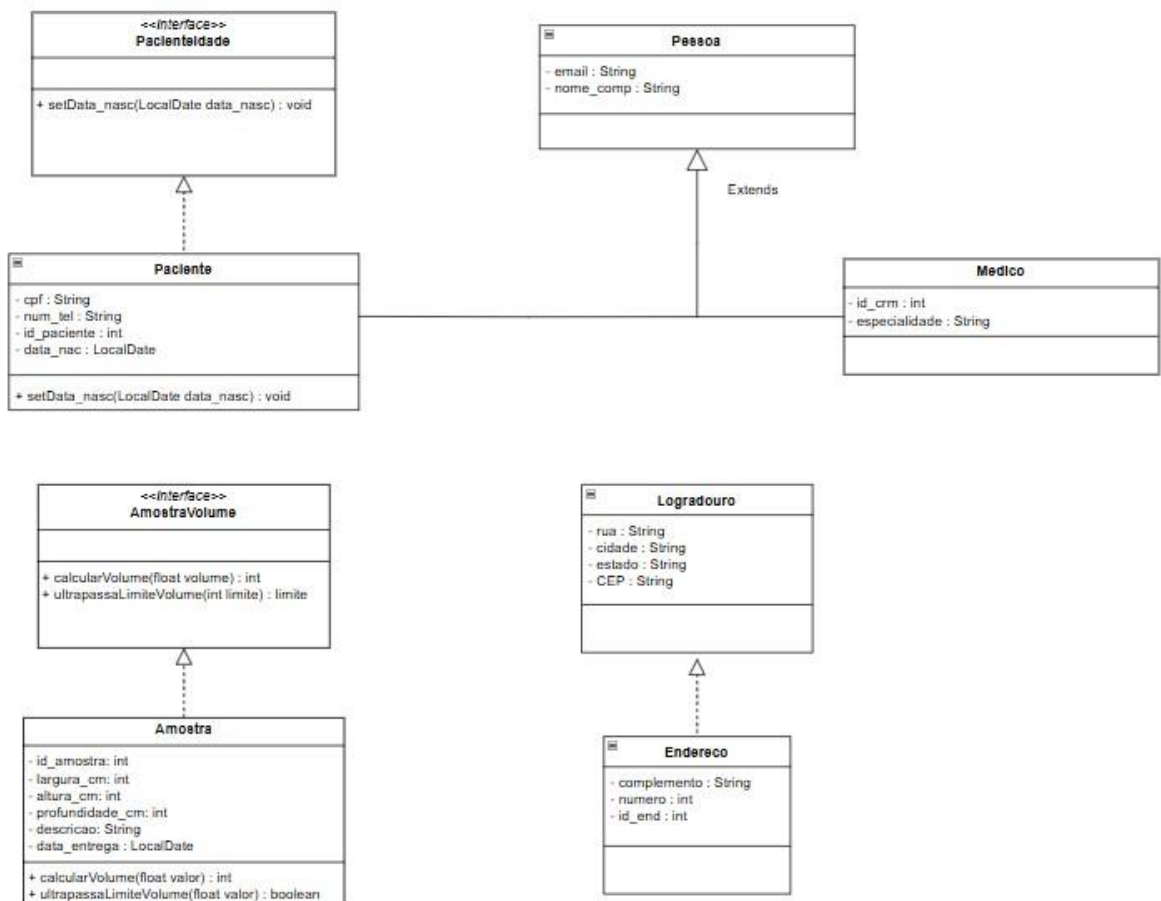 <<Interface>>
PacienteIdade
+ setData_nasc(LocalDate data_nasc) : void
Pessoa
- email : String
- nome_comp : String
Extends
Paciente
- cpf : String
- num_tel : String
- id_paciente : int
- data_nac : LocalDate
+ setData_nasc(LocalDate data_nasc) : void
Medico
- id_crm : int
- especialidade : String
<<Interface>>
AmostraVolume
+ calcularVolume(float volume) : int
+ ultrapassaLimiteVolume(int limite) : limite
Logradouro
- rua : String
- cidade : String
- estado : String
- CEP : String
Amostra
- id_amostra: int
- largura_cm: int
- altura_cm: int
- profundidade_cm: int
- descricao: String
- data_entrega : LocalDate
+ calcularVolume(float valor) : int
+ ultrapassaLimiteVolume(float valor) : boolean
Endereco
- complemento : String
- numero : int
- id_end : int